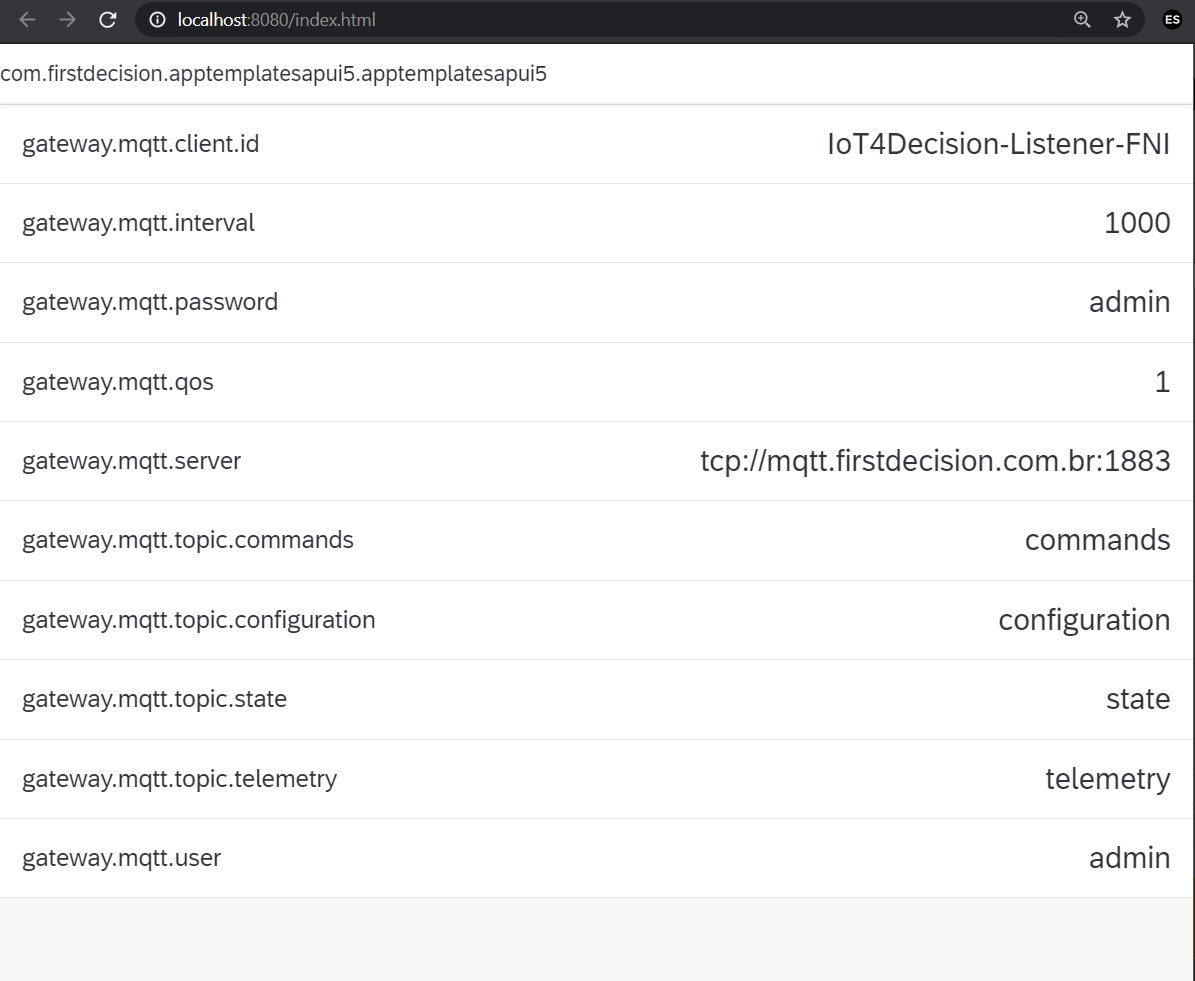 localhost:8080/index.html
ES
com.firstdecision.apptemplatesapui5.apptemplatesapui5
gateway.mqtt.client.id IoT4Decision-Listener-FNI
gateway.mqtt.interval 1000
gateway.mqtt.password admin
gateway.mqtt.qos 1
gateway.mqtt.server tcp://mqtt.firstdecision.com.br:1883
gateway.mqtt.topic.commands commands
gateway.mqtt.topic.configuration configuration
gateway.mqtt.topic.state state
gateway.mqtt.topic.telemetry telemetry
gateway.mqtt.user admin